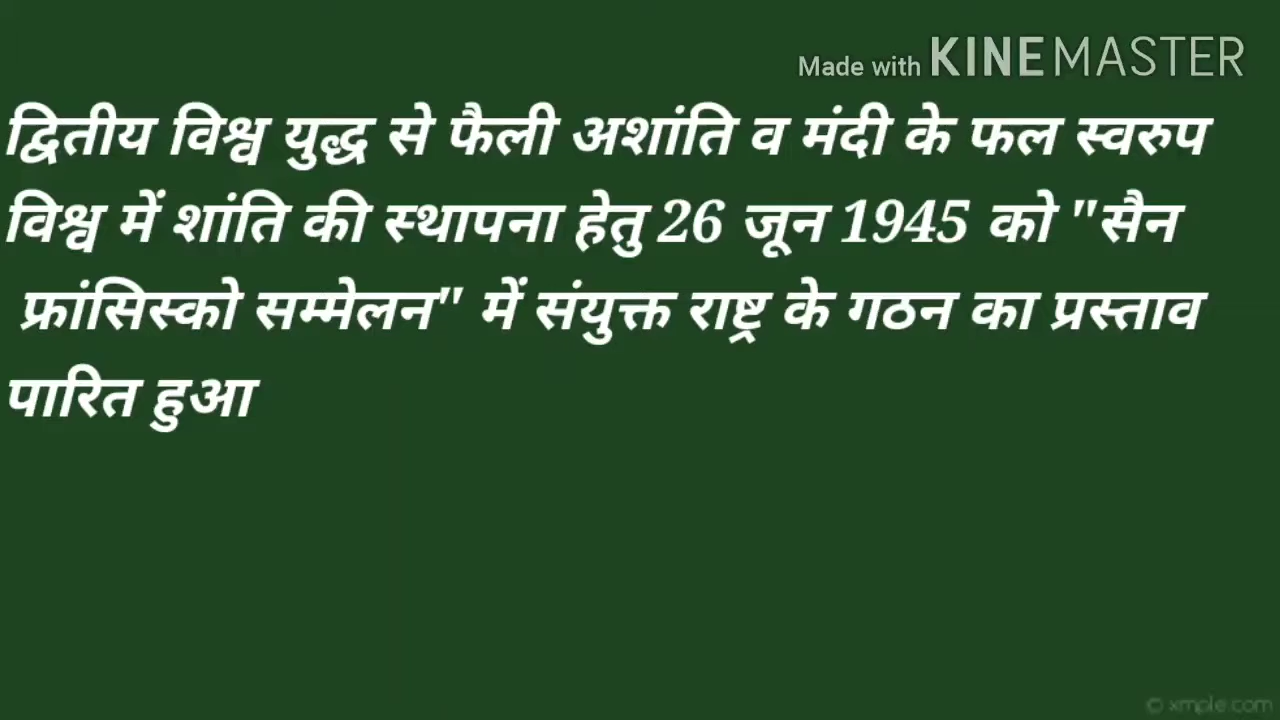 Made with KINEMASTER
द्वितीय विश्व युद्ध से फैली अशांति व मंदी के फल स्वरुप
विश्व में शांति की स्थापना हेतु 26 जून 1945 को "सैन
फ्रांसिस्को सम्मेलन" में संयुक्त राष्ट्र के गठन का प्रस्ताव
पारित हुआ
© xmple.com